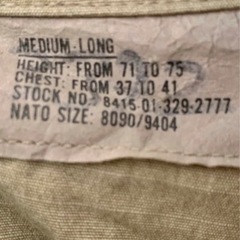 MEDIUM-LONG
HEIGHT: FROM 71 TO 75
CHEST: FROM 37 TO 41
STOCK NO. 8415-01-329-2777
NATO SIZE: 8090/9404